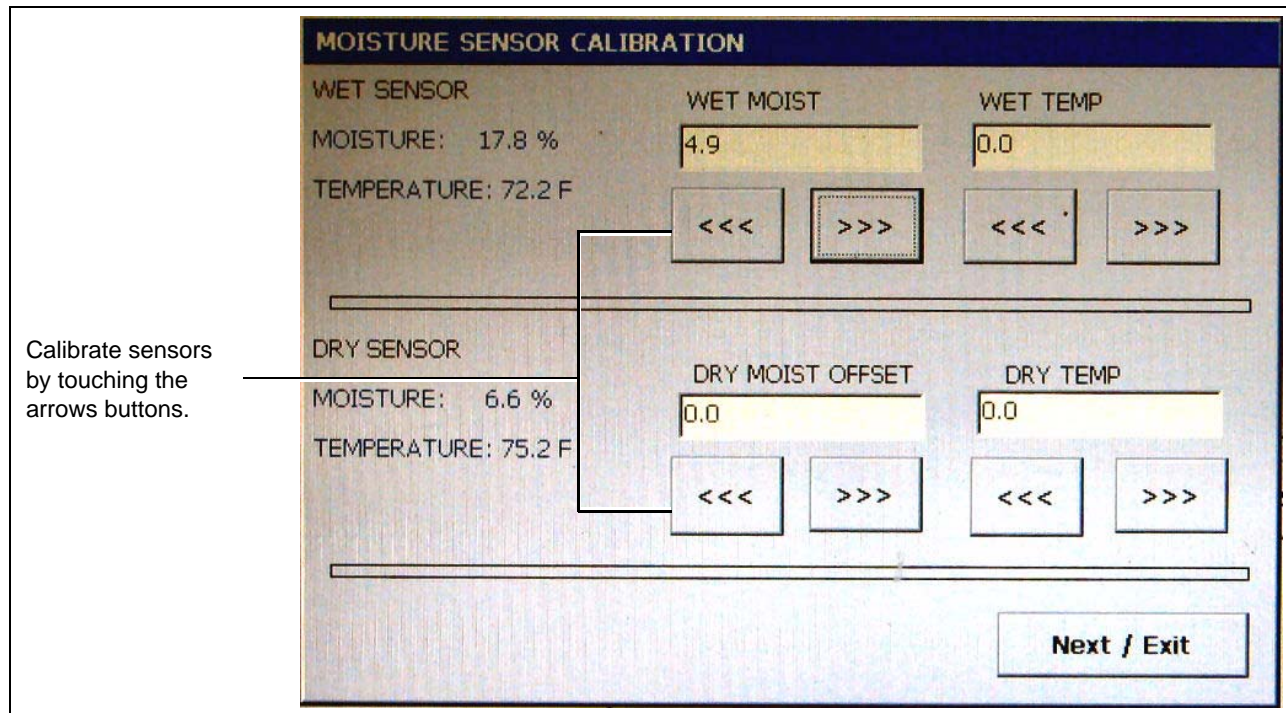 MOISTURE SENSOR CALIBRATION
WET SENSOR
MOISTURE: 17.8 %
TEMPERATURE: 72.2 F
WET MOIST
4.9
<<< >>>
WET TEMP
0.0
<<< >>>
Calibrate sensors
by touching the
arrows buttons.
DRY SENSOR
MOISTURE: 6.6 %
TEMPERATURE: 75.2 F
DRY MOIST OFFSET
0.0
<<< >>>
DRY TEMP
0.0
<<< >>>
Next / Exit